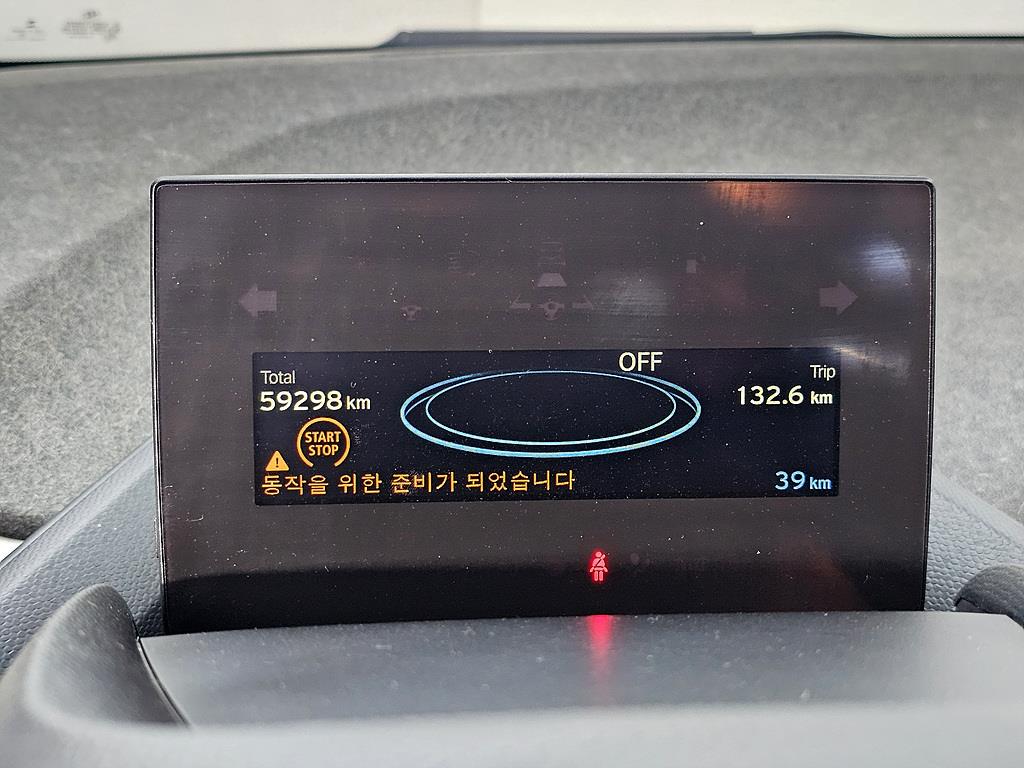 OFF
Total
59298 km
Trip
132.6 km
START
STOP
동작을 위한 준비가 되었습니다
39 km